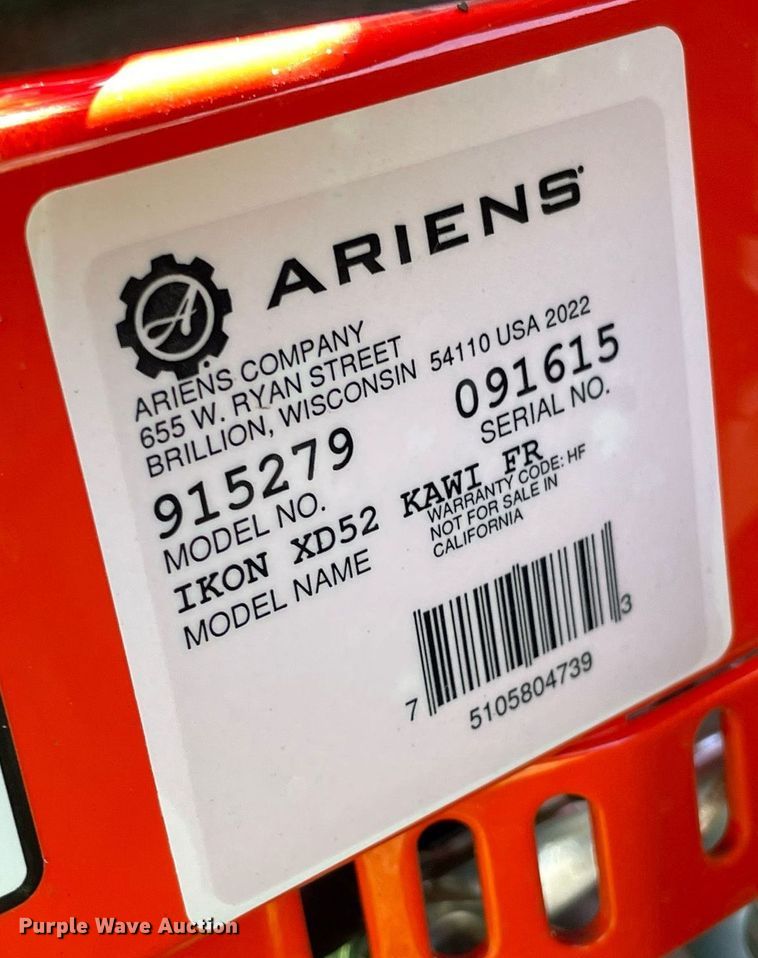 A ARIENS
ARIENS COMPANY
655 W. RYAN STREET
BRILLION, WISCONSIN 54110 USA 2022
915279 091615
MODEL NO. SERIAL NO.
IKON XD52 KAWI FR
MODEL NAME
WARRANTY CODE: HF
NOT FOR SALE IN
CALIFORNIA
7 5105804739 3
Purple Wave Auction